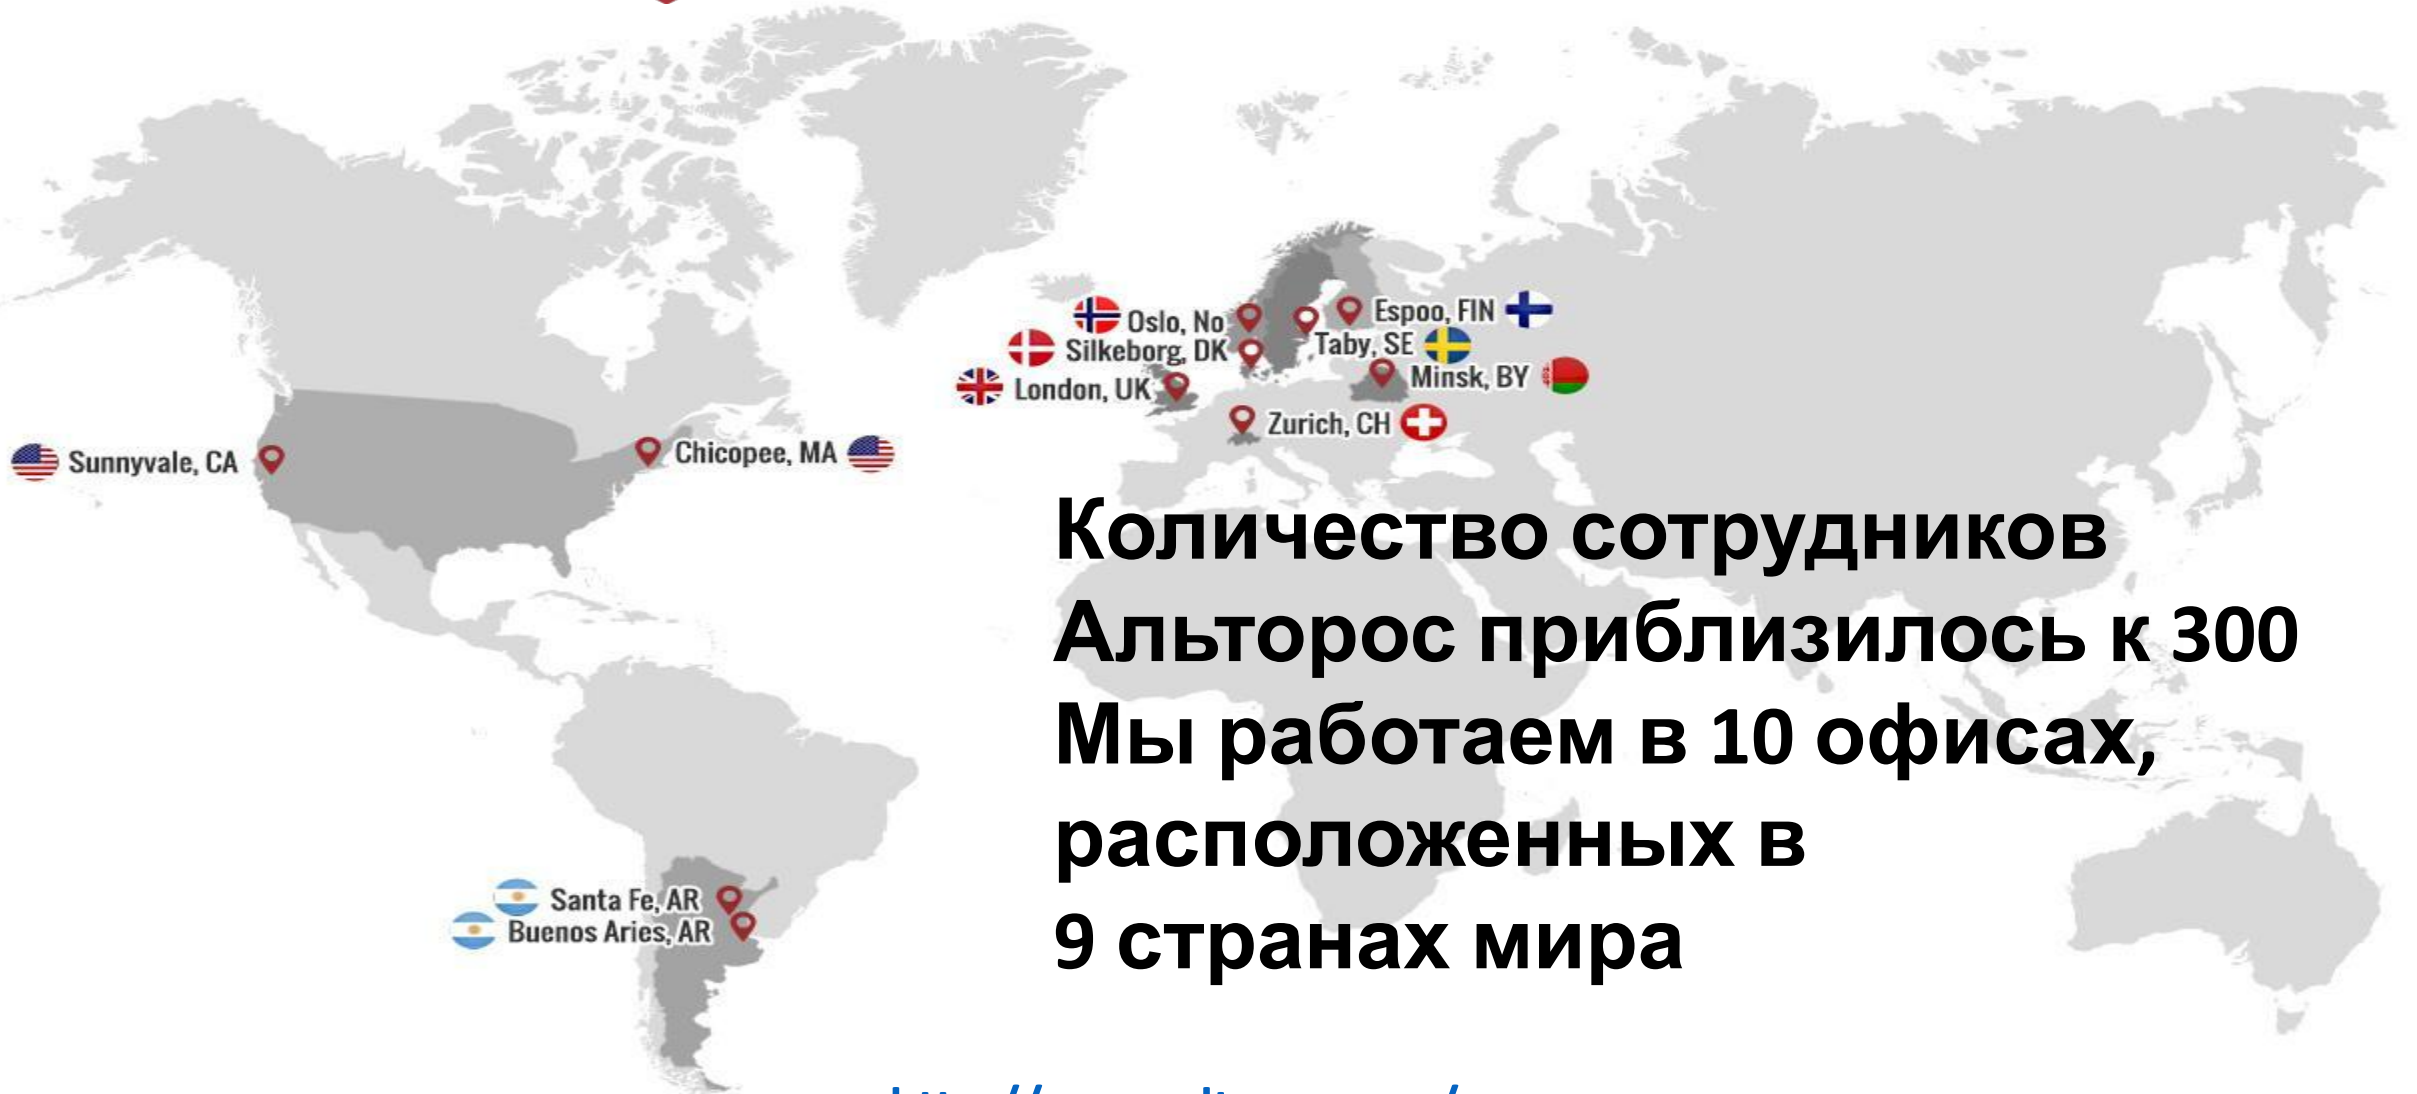 Oslo, No
Espoo, FIN
Silkeborg, DK
Taby, SE
London, UK
Minsk, BY
Zurich, CH
Sunnyvale, CA
Chicopee, MA
Количество сотрудников
Альторос приблизилось к 300
Мы работаем в 10 офисах,
расположенных в
9 странах мира
Santa Fe, AR
Buenos Aries, AR